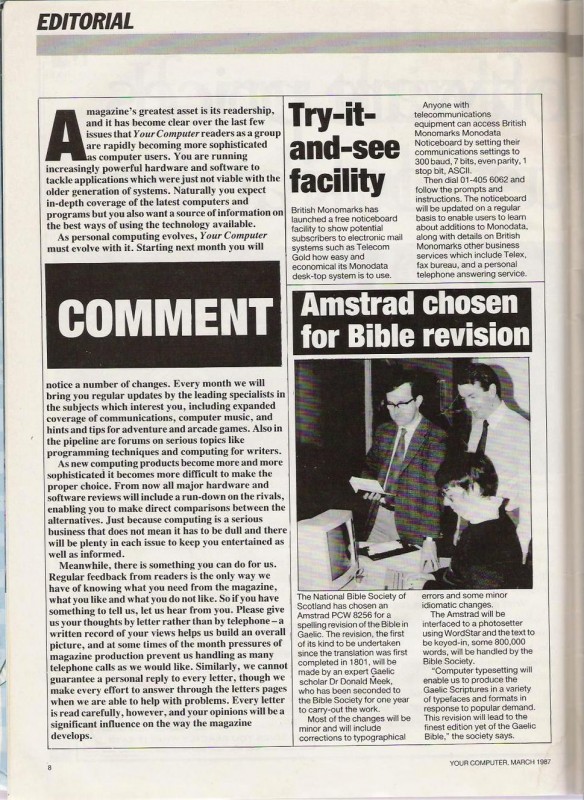 EDITORIAL
A magazine's greatest asset is its readership,
and it has become clear over the last few
issues that Your Computer readers as a group
are rapidly becoming more sophisticated
as computer users. You are running
increasingly powerful hardware and software to
tackle applications which were just not viable with the
older generation of systems. Naturally you expect
in-depth coverage of the latest computers and
programs but you also want a source of information on
the best ways of using the technology available.
As personal computing evolves, Your Computer
must evolve with it. Starting next month you will
COMMENT
notice a number of changes. Every month we will
bring you regular updates by the leading specialists in
the subjects which interest you, including expanded
coverage of communications, computer music, and
hints and tips for adventure and arcade games. Also in
the pipeline are forums on serious topics like
programming techniques and computing for writers.
As new computing products become more and more
sophisticated it becomes more difficult to make the
proper choice. From now all major hardware and
software reviews will include a run-down on the rivals,
enabling you to make direct comparisons between the
alternatives. Just because computing is a serious
business that does not mean it has to be dull and there
will be plenty in each issue to keep you entertained as
well as informed.
Meanwhile, there is something you can do for us.
Regular feedback from readers is the only way we
have of knowing what you need from the magazine,
what you like and what you do not like. So if you have
something to tell us, let us hear from you. Please give
us your thoughts by letter rather than by telephone – a
written record of your views helps us build an overall
picture, and at some times of the month pressures of
magazine production prevent us handling as many
telephone calls as we would like. Similarly, we cannot
guarantee a personal reply to every letter, though we
make every effort to answer through the letters pages
when we are able to help with problems. Every letter
is read carefully, however, and your opinions will be a
significant influence on the way the magazine
develops.
Try-it-
and-see
facility
British Monomarks has
launched a free noticeboard
facility to show potential
subscribers to electronic mail
systems such as Telecom
Gold how easy and
economical its Monodata
desk-top system is to use.
Anyone with
telecommunications
equipment can access British
Monomarks Monodata
Noticeboard by setting their
communications settings to
300 baud, 7 bits, even parity, 1
stop bit, ASCII.
Then dial 01-405 6062 and
follow the prompts and
instructions. The noticeboard
will be updated on a regular
basis to enable users to learn
about additions to Monodata,
along with details on British
Monomarks other business
services which include Telex,
fax bureau, and a personal
telephone answering service.
Amstrad chosen
for Bible revision
The National Bible Society of
Scotland has chosen an
Amstrad PCW 8256 for a
spelling revision of the Bible in
Gaelic. The revision, the first
of its kind to be undertaken
since the translation was first
completed in 1801, will be
made by an expert Gaelic
scholar Dr Donald Meek,
who has been seconded to
the Bible Society for one year
to carry-out the work.
Most of the changes will be
minor and will include
corrections to typographical
errors and some minor
idiomatic changes.
The Amstrad will be
interfaced to a photosetter
using WordStar and the text to
be keyod-in, some 800,000
words, will be handled by the
Bible Society.
"Computer typesetting will
enable us to produce the
Gaelic Scriptures in a variety
of typefaces and formats in
response to popular demand.
This revision will lead to the
finest edition yet of the Gaelic
Bible," the society says.
8
YOUR COMPUTER, MARCH 1987